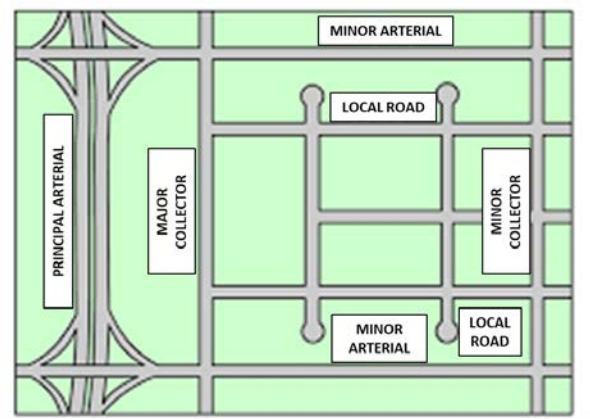 MINOR ARTERIAL
LOCAL ROAD
PRINCIPAL ARTERIAL
MAJOR
COLLECTOR
MINOR
COLLECTOR
MINOR
ARTERIAL
LOCAL
ROAD